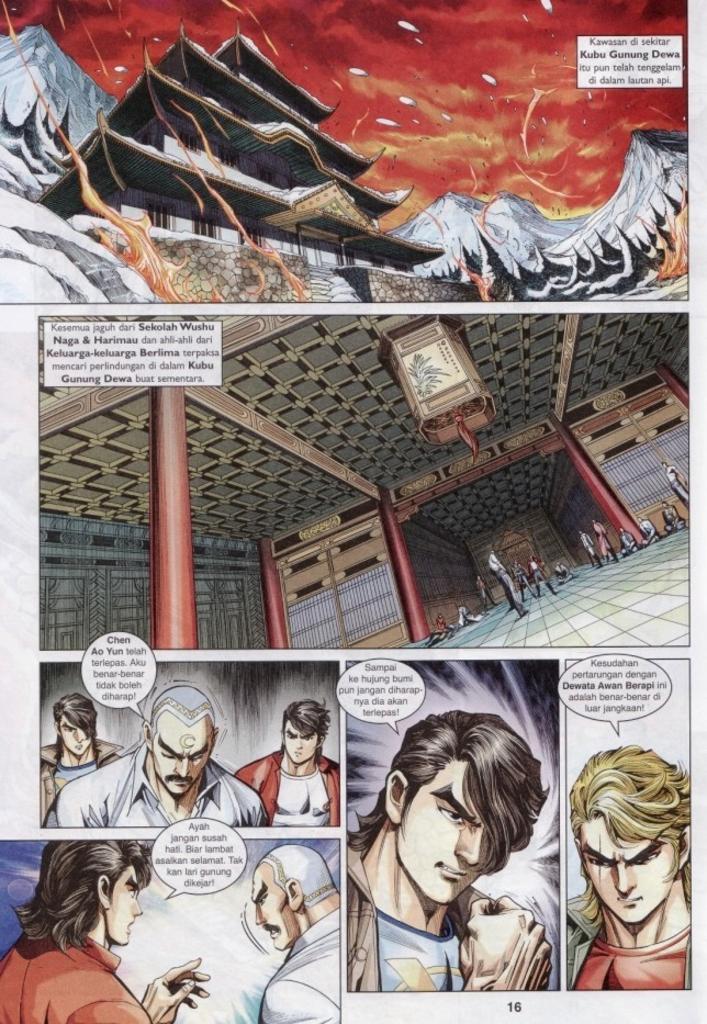 Kawasan di sekitar
Kubu Gunung Dewa
itu pun telah tenggelam
di dalam lautan api.
Kesemua jaguh dari Sekolah Wushu
Naga & Harimau dan ahli-ahli dari
Keluarga-keluarga Berlima terpaksa
mencari perlindungan di dalam Kubu
Gunung Dewa buat sementara.
Chen
Ao Yun telah
terlepas. Aku
benar-benar
tidak boleh
diharap!
Ayah
jangan susah
hati. Biar lambat
asalkan selamat. Tak
kan lari gunung
dikejar!
Sampai
ke hujung bumi
pun jangan diharap-
nya dia akan
terlepas!
Kesudahan
pertarungan dengan
Dewata Awan Berapi ini
adalah benar-benar di
luar jangkaan!
16